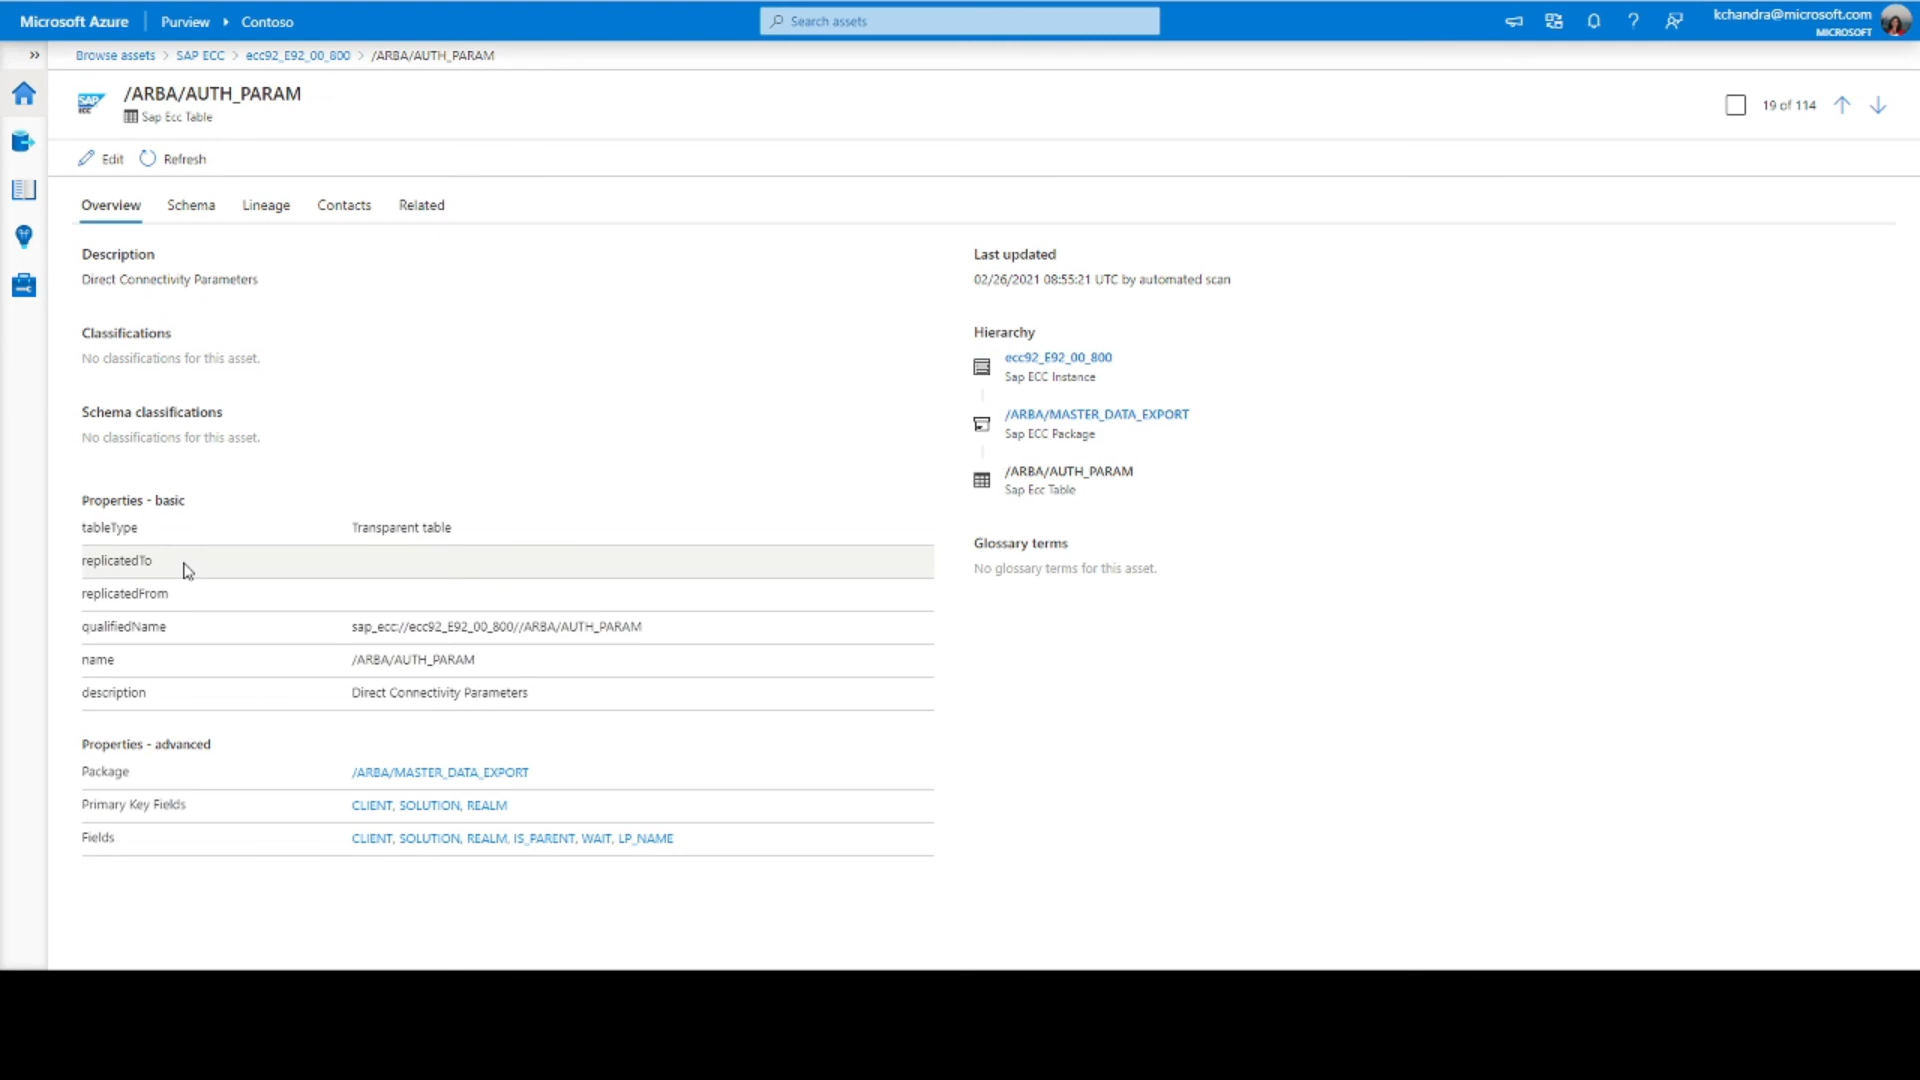 Microsoft Azure Purview Contoso Search assets kchandra@microsoft.com
MICROSOFT
Browse assets > SAP ECC > ecc92_E92_00_800 > /ARBA/AUTH_PARAM
SAP ECC
/ARBA/AUTH_PARAM
Sap Ecc Table
19 of 114
Edit Refresh
Overview Schema Lineage Contacts Related
Description
Direct Connectivity Parameters
Classifications
No classifications for this asset.
Schema classifications
No classifications for this asset.
Properties - basic
tableType Transparent table
replicatedTo
replicatedFrom
qualifiedName sap_ecc://ecc92_E92_00_800//ARBA/AUTH_PARAM
name /ARBA/AUTH_PARAM
description Direct Connectivity Parameters
Properties - advanced
Package /ARBA/MASTER_DATA_EXPORT
Primary Key Fields CLIENT, SOLUTION, REALM
Fields CLIENT, SOLUTION, REALM, IS_PARENT, WAIT, LP_NAME
Last updated
02/26/2021 08:55:21 UTC by automated scan
Hierarchy
ecc92_E92_00_800
Sap ECC Instance
/ARBA/MASTER_DATA_EXPORT
Sap ECC Package
/ARBA/AUTH_PARAM
Sap Ecc Table
Glossary terms
No glossary terms for this asset.